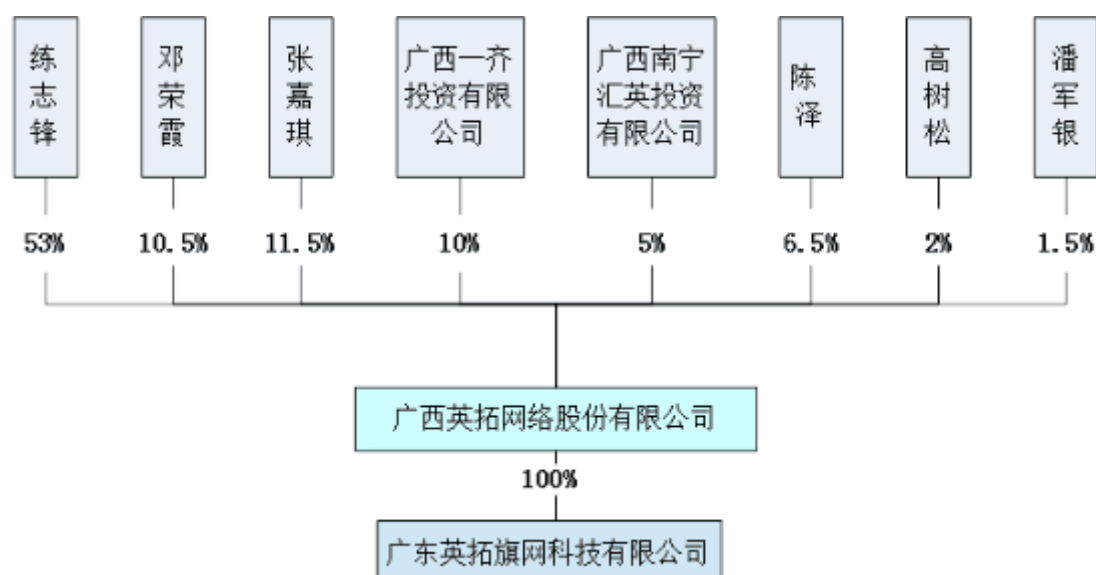 练志锋
邓荣霞
张嘉琪
广西一齐
投资有限
公司
广西南宁
汇英投资
有限公司
陈泽
高树松
潘军银
53%
10.5%
11.5%
10%
5%
6.5%
2%
1.5%
广西英拓网络股份有限公司
100%
广东英拓旗网科技有限公司